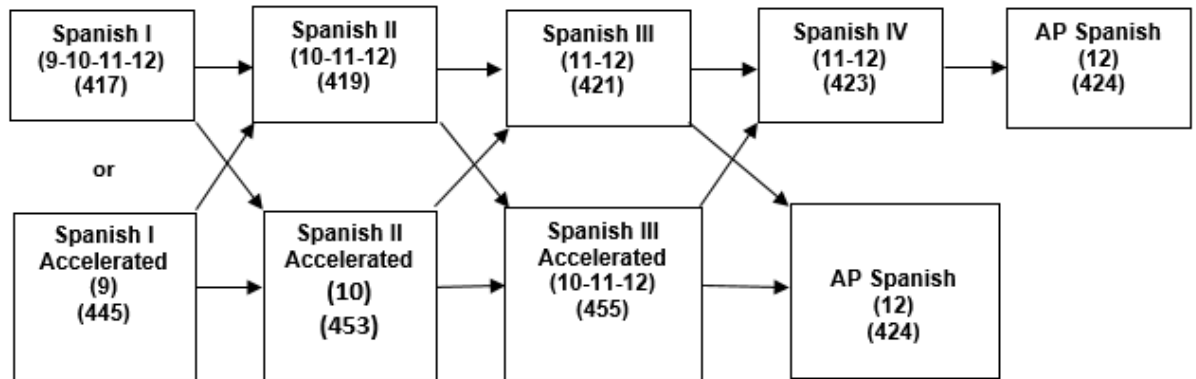 Spanish I
(9-10-11-12)
(417)
Spanish II
(10-11-12)
(419)
Spanish III
(11-12)
(421)
Spanish IV
(11-12)
(423)
AP Spanish
(12)
(424)
or
Spanish I
Accelerated
(9)
(445)
Spanish II
Accelerated
(10)
(453)
Spanish III
Accelerated
(10-11-12)
(455)
AP Spanish
(12)
(424)